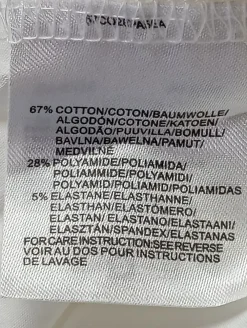 67% COTTON/COTON/BAUMWOLLE/
ALGODÓN/COTONE/KATOEN/
ALGODÃO/PUUVILLA/BOMULL/
BAVLNA/BAWEŁNA/PAMUT/
MEDVILNĖ
28% POLYAMIDE/POLIAMIDA/
POLIAMMIDE/POLYAMIDI/
POLYAMID/POLIAMID/POLIAMIDAS
5% ELASTANE/ELASTHANNE/
ELASTHAN/ELASTÓMERO/
ELASTAN/ELASTANO/ELASTAANI/
ELASZTÁN/SPANDEX/ELASTANAS
FOR CARE INSTRUCTION:SEE REVERSE
VOIR AU DOS POUR INSTRUCTIONS
DE LAVAGE